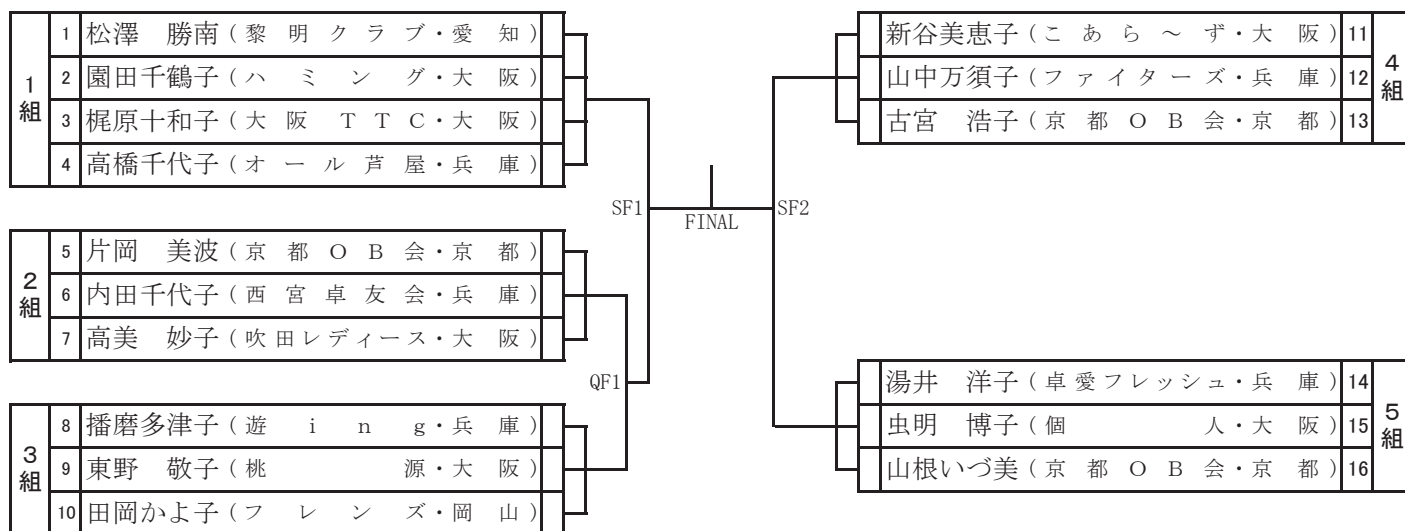 1組
1 松澤 勝南(黎明クラブ・愛知)
2 園田千鶴子(ハミング・大阪)
3 梶原十和子(大阪TTC・大阪)
4 高橋千代子(オール芦屋・兵庫)
2組
5 片岡 美波(京都OB会・京都)
6 内田千代子(西宮卓友会・兵庫)
7 高美 妙子(吹田レディース・大阪)
3組
8 播磨多津子(遊ing・兵庫)
9 東野 敬子(桃源・大阪)
10 田岡かよ子(フレンズ・岡山)
QF1
SF1
FINAL
SF2
新谷美恵子(こあら~ず・大阪) 11
山中万須子(ファイターズ・兵庫) 12
古宮 浩子(京都OB会・京都) 13
4組
湯井 洋子(卓愛フレッシュ・兵庫) 14
虫明 博子(個人・大阪) 15
山根いづ美(京都OB会・京都) 16
5組